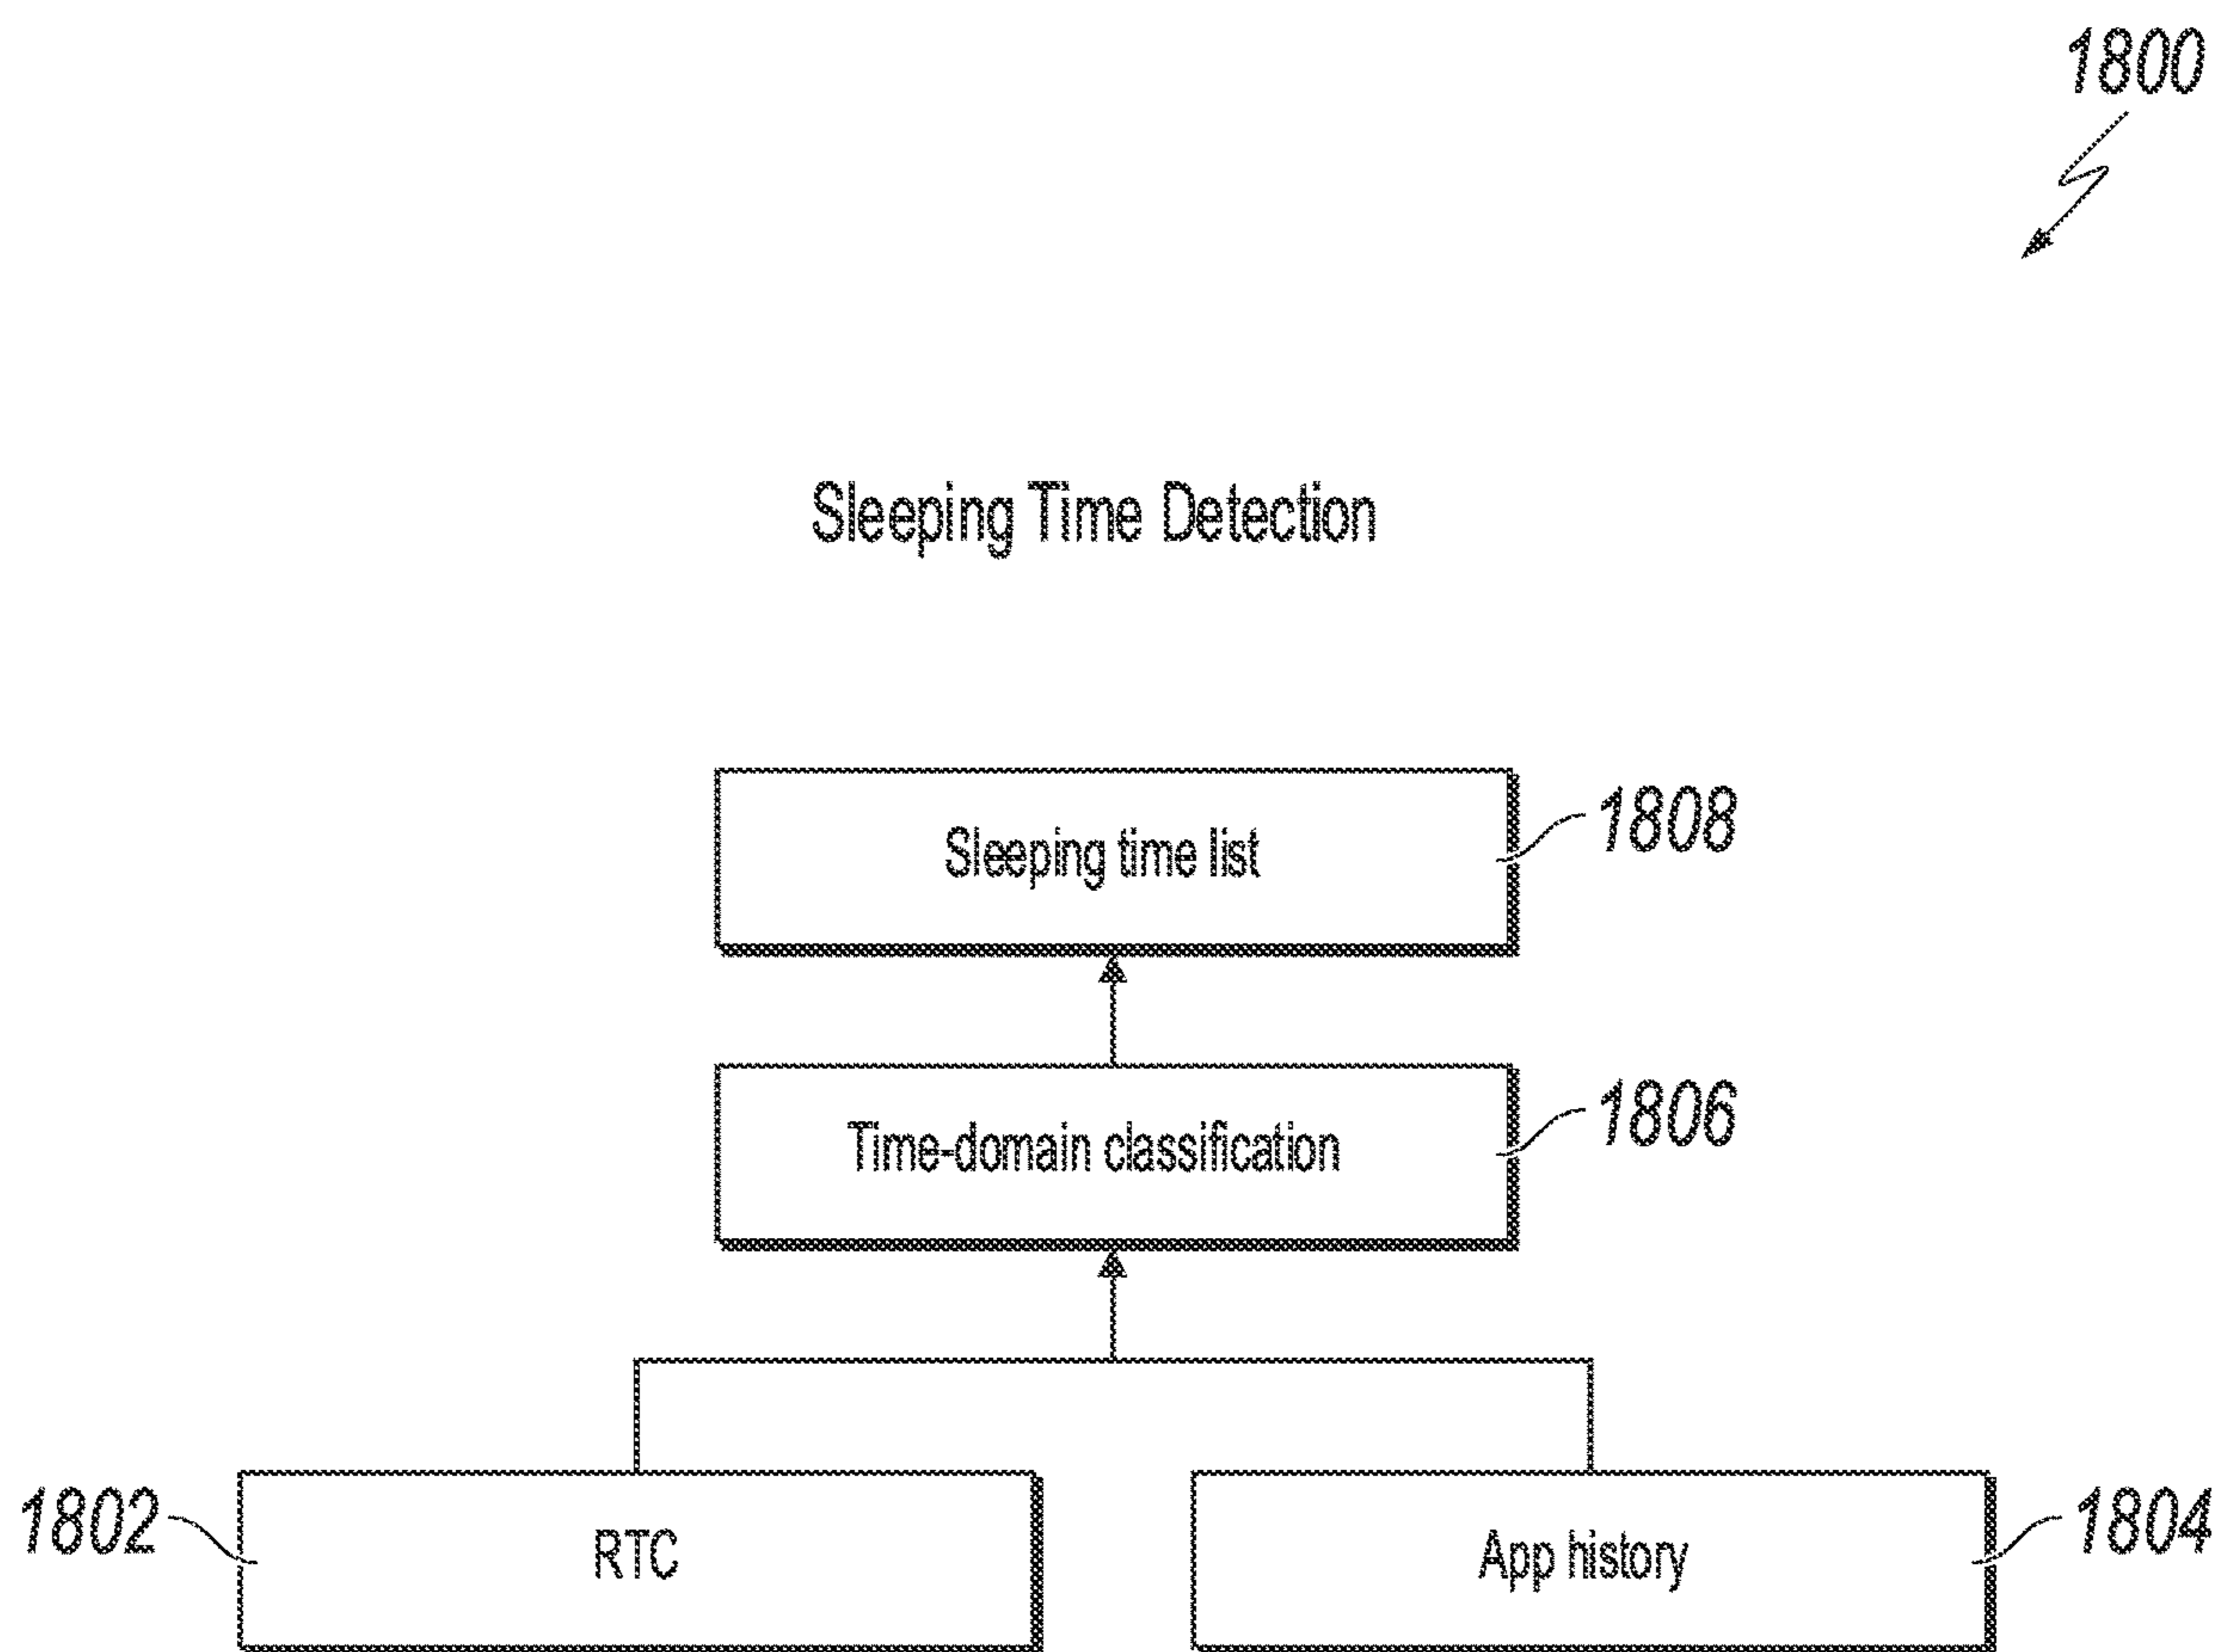 1800
Sleeping Time Detection
Sleeping time list
1808
Time-domain classification
1806
1802
RTC
App history
1804